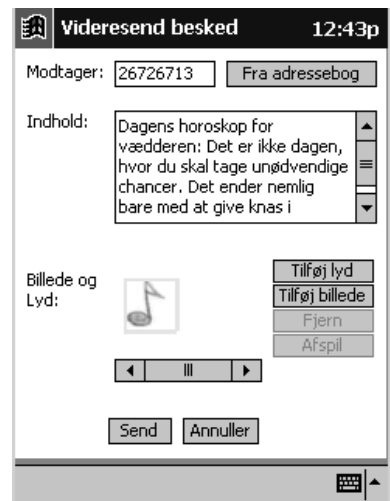 Videresend besked 12:43p
Modtager: 26726713 Fra adressebog
Indhold: Dagens horoskop for
vædderen: Det er ikke dagen,
hvor du skal tage unødvendige
chancer. Det ender nemlig
bare med at give knas i
Billede og
Lyd:
Tilføj lyd
Tilføj billede
Fjern
Afspil
Send Annuller